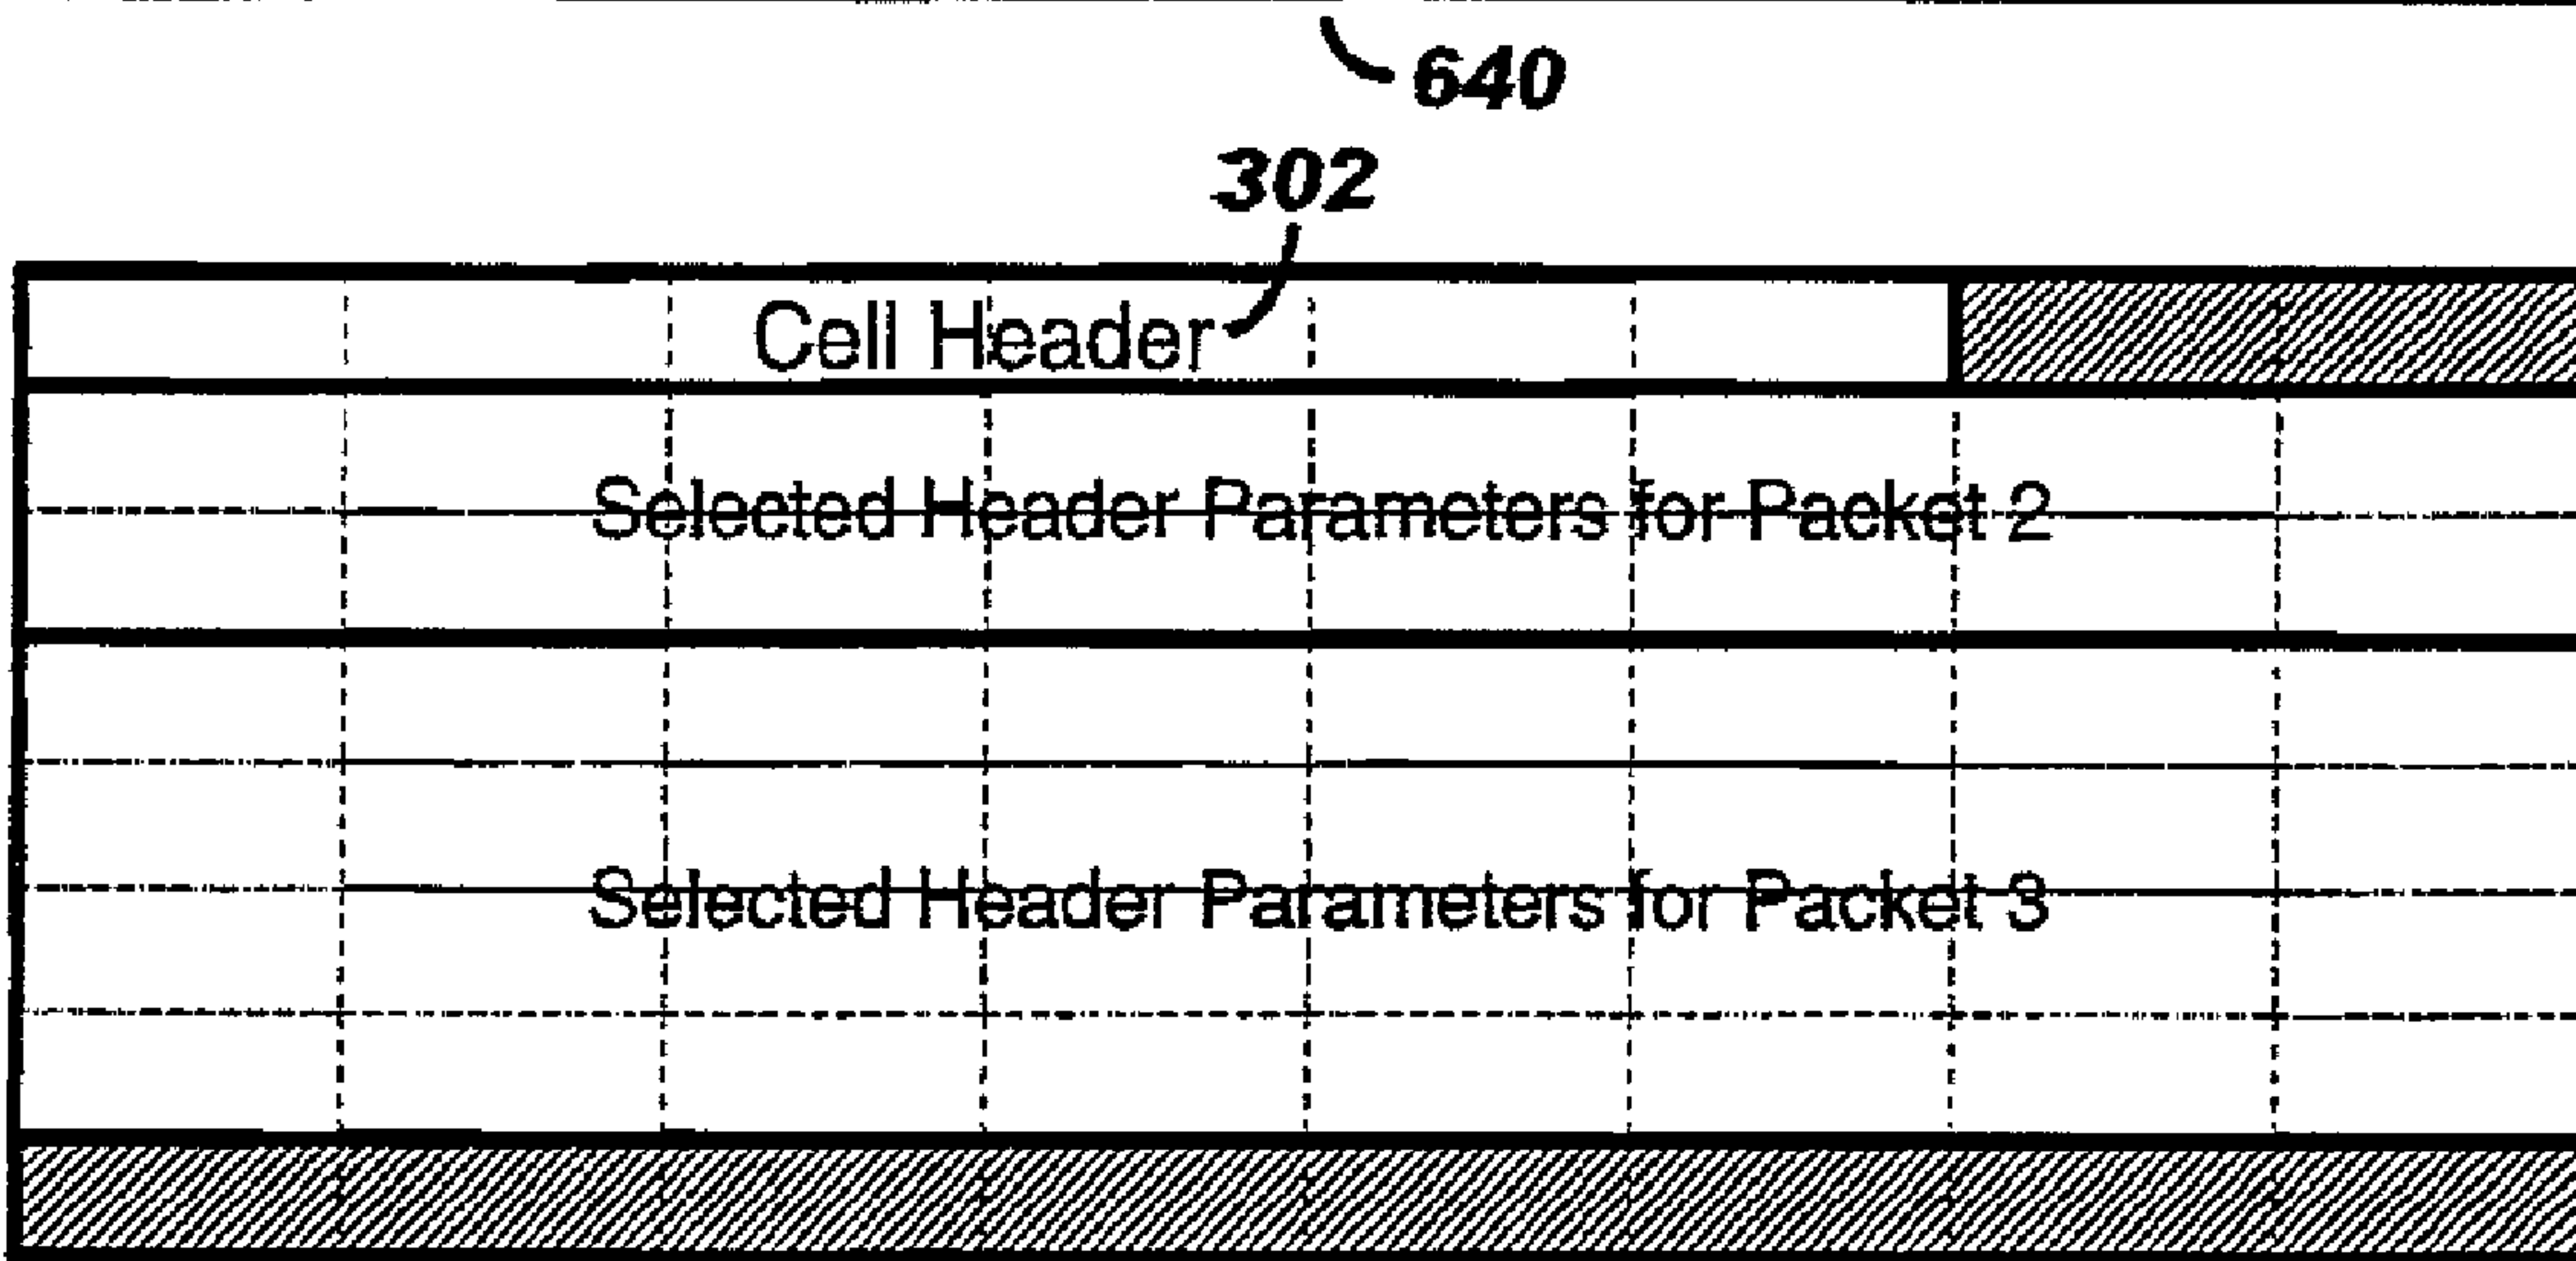 640
302
Cell Header
Selected Header Parameters for Packet 2
Selected Header Parameters for Packet 3